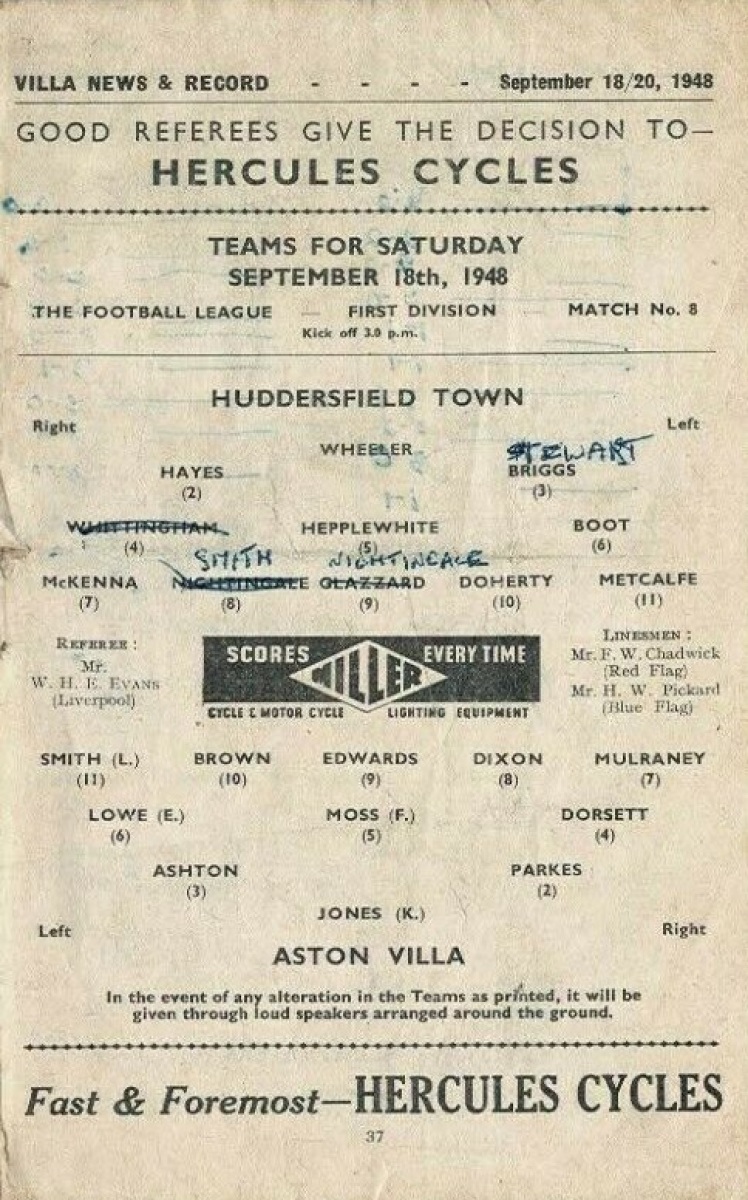 VILLA NEWS & RECORD - - - - September 18/20, 1948
GOOD REFEREES GIVE THE DECISION TO—
HERCULES CYCLES
TEAMS FOR SATURDAY
SEPTEMBER 18th, 1948
THE FOOTBALL LEAGUE — FIRST DIVISION MATCH No. 8
Kick off 3.0 p.m.
HUDDERSFIELD TOWN
Right Left
WHEELER STEWART
HAYES BRIGGS
(2) (3)
WHITTINGHAM HEPPLEWHITE BOOT
(4) (5) (6)
SMITH NIGHTINGALE
McKENNA NIGHTINGALE GLAZZARD DOHERTY METCALFE
(7) (8) (9) (10) (11)
REFEREE :
Mr.
W. H. E. EVANS
(Liverpool)
SCORES MILLER EVERY TIME
CYCLE & MOTOR CYCLE LIGHTING EQUIPMENT
LINESMEN :
Mr. F. W. Chadwick
(Red Flag)
Mr. H. W. Pickard
(Blue Flag)
SMITH (L.) BROWN EDWARDS DIXON MULRANEY
(11) (10) (9) (8) (7)
LOWE (E.) MOSS (F.) DORSETT
(6) (5) (4)
ASHTON PARKES
(3) (2)
JONES (K.)
Left Right
ASTON VILLA
In the event of any alteration in the Teams as printed, it will be
given through loud speakers arranged around the ground.
Fast & Foremost—HERCULES CYCLES
37